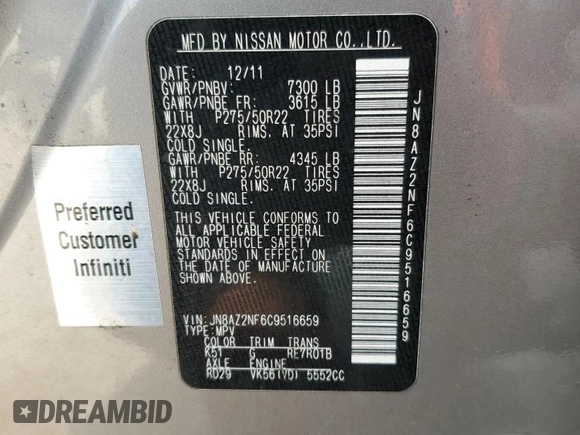 MFD BY NISSAN MOTOR CO.,LTD.
DATE: 12/11
GVWR/PNBV: 7300 LB
GAWR/PNBE FR: 3615 LB
WITH P275/50R22 TIRES
22X8J RIMS, AT 35PSI
COLD SINGLE.
GAWR/PNBE RR: 4345 LB
WITH P275/50R22 TIRES
22X8J RIMS, AT 35PSI
COLD SINGLE.
THIS VEHICLE CONFORMS TO
ALL APPLICABLE FEDERAL
MOTOR VEHICLE SAFETY
STANDARDS IN EFFECT ON
THE DATE OF MANUFACTURE
SHOWN ABOVE.
VIN:JN8AZ2NF6C9516659
TYPE:MPV
COLOR TRIM TRANS
K51 G RE7R01B
AXLE ENGINE
RD29 VK56(VD) 5552CC
JN8AZ2NF6C9516659
Preferred
Customer
Infiniti
DREAMBID